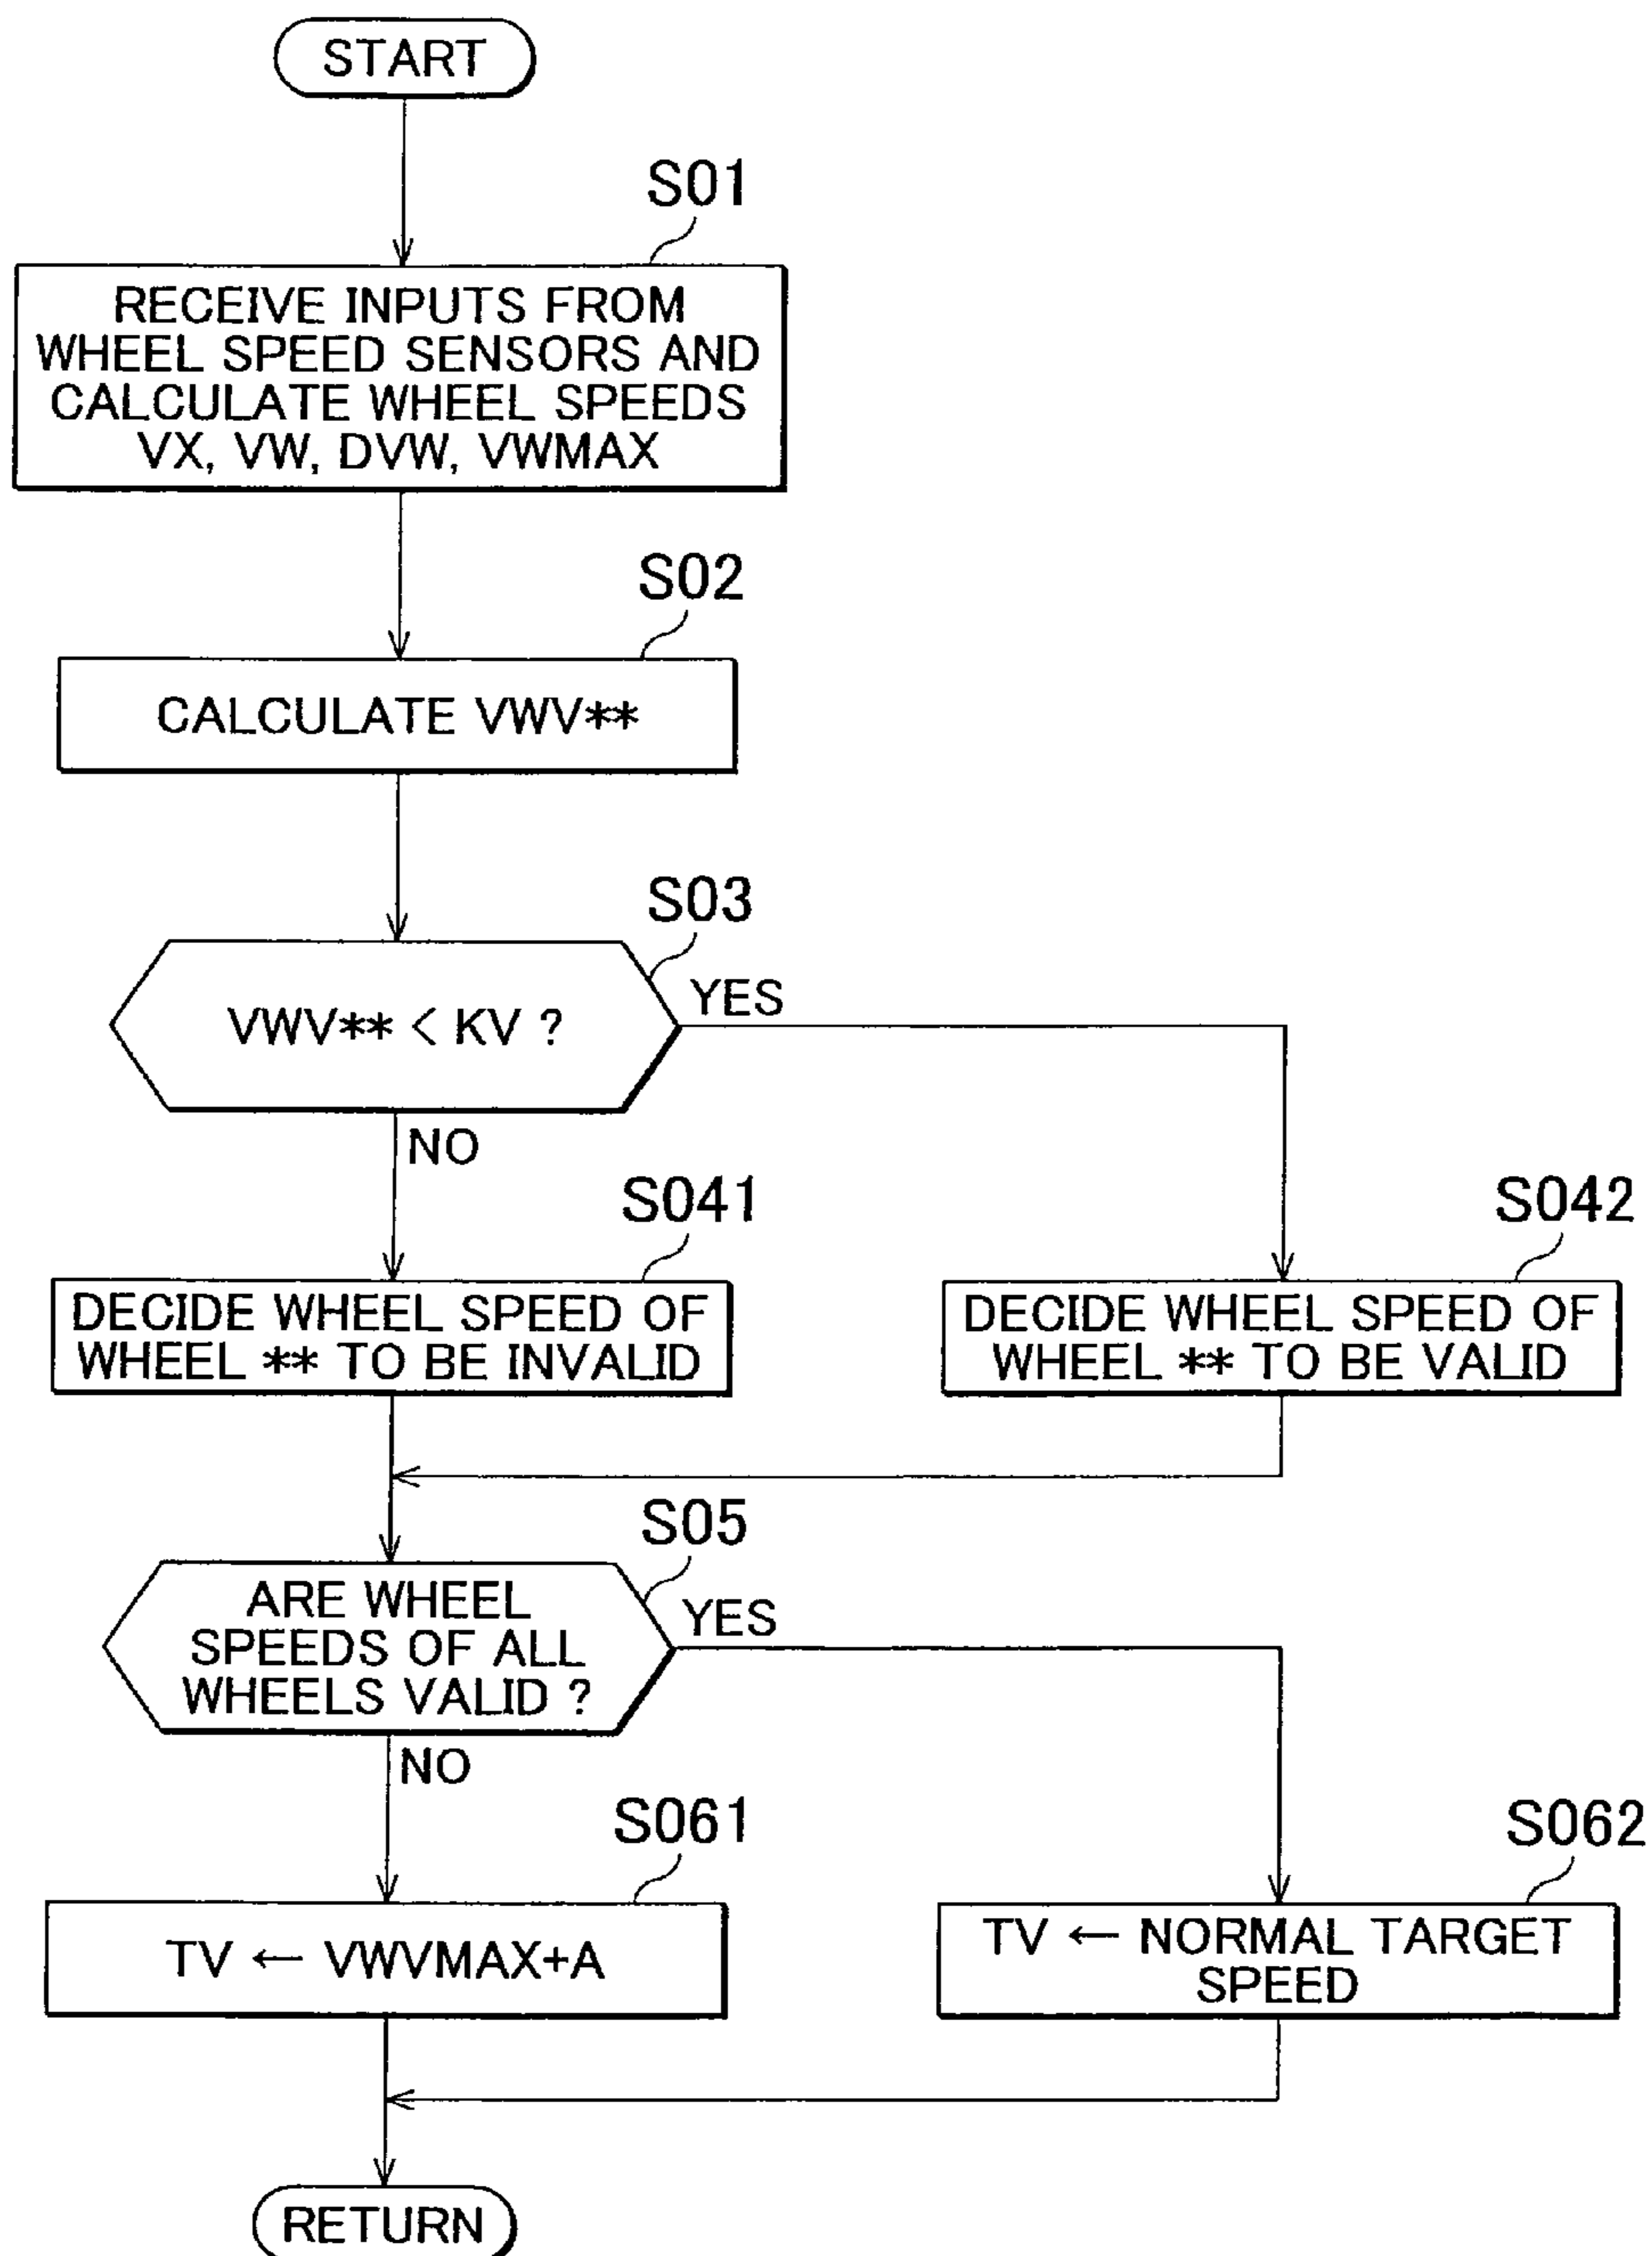 START
S01
RECEIVE INPUTS FROM
WHEEL SPEED SENSORS AND
CALCULATE WHEEL SPEEDS
VX, VW, DVW, VWMAX
S02
CALCULATE VWV**
S03
VWV** < KV ?
YES
NO
S041
DECIDE WHEEL SPEED OF
WHEEL ** TO BE INVALID
S042
DECIDE WHEEL SPEED OF
WHEEL ** TO BE VALID
S05
ARE WHEEL
SPEEDS OF ALL
WHEELS VALID ?
YES
NO
S061
TV ← VWVMAX+A
S062
TV ← NORMAL TARGET
SPEED
RETURN